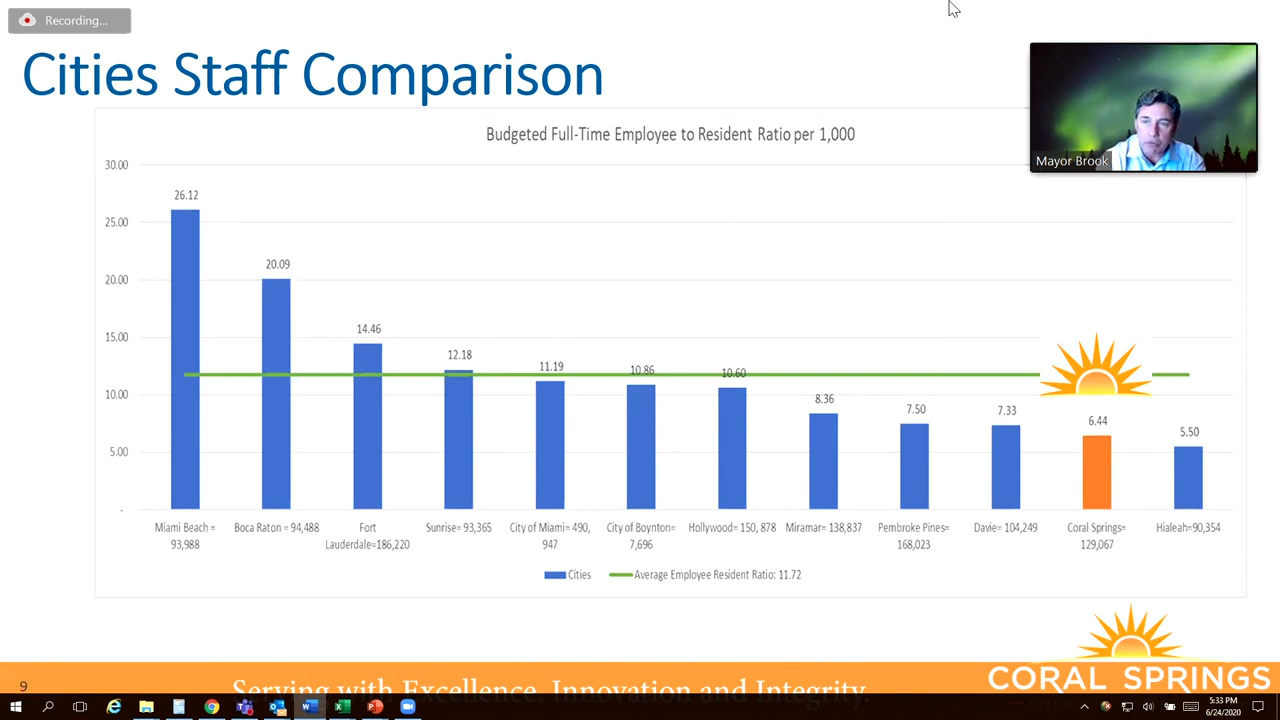 Recording...
Cities Staff Comparison
Budgeted Full-Time Employee to Resident Ratio per 1,000
Mayor Brook
30.00
25.00
20.00
15.00
10.00
5.00
-
26.12
20.09
14.46
12.18
11.19
10.86
10.60
8.36
7.50
7.33
6.44
5.50
Miami Beach =
93,988
Boca Raton = 94,488
Fort
Lauderdale=186,220
Sunrise= 93,365
City of Miami= 490,
947
City of Boynton=
7,696
Hollywood= 150, 878
Miramar= 138,837
Pembroke Pines=
168,023
Davie= 104,249
Coral Springs=
129,067
Hialeah=90,354
Cities
Average Employee Resident Ratio: 11.72
9
Serving with Excellence, Innovation and Integrity.
CORAL SPRINGS
5:33 PM
6/24/2020